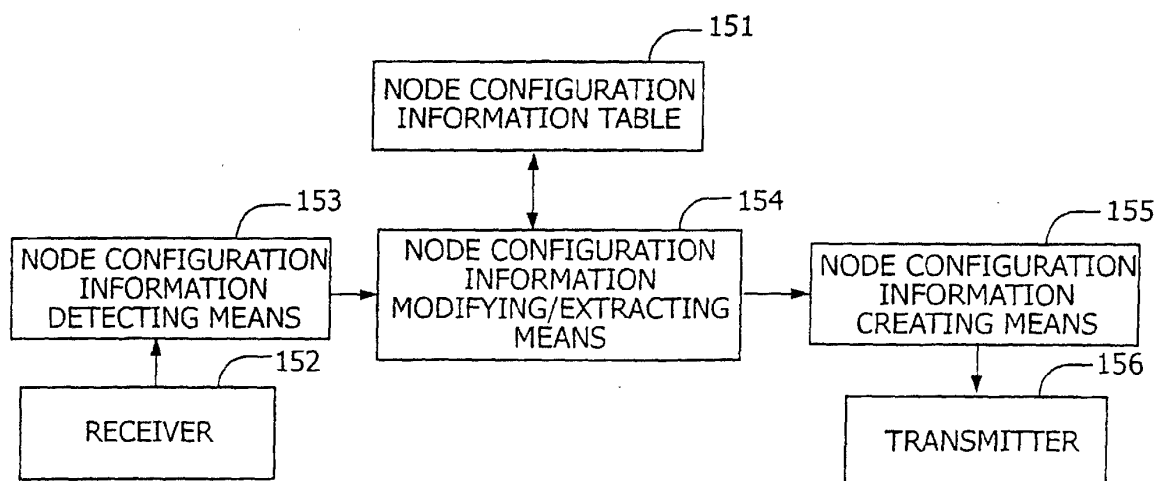 151
NODE CONFIGURATION
INFORMATION TABLE
153
NODE CONFIGURATION
INFORMATION
DETECTING MEANS
154
NODE CONFIGURATION
INFORMATION
MODIFYING/EXTRACTING
MEANS
155
NODE CONFIGURATION
INFORMATION
CREATING MEANS
152
RECEIVER
156
TRANSMITTER